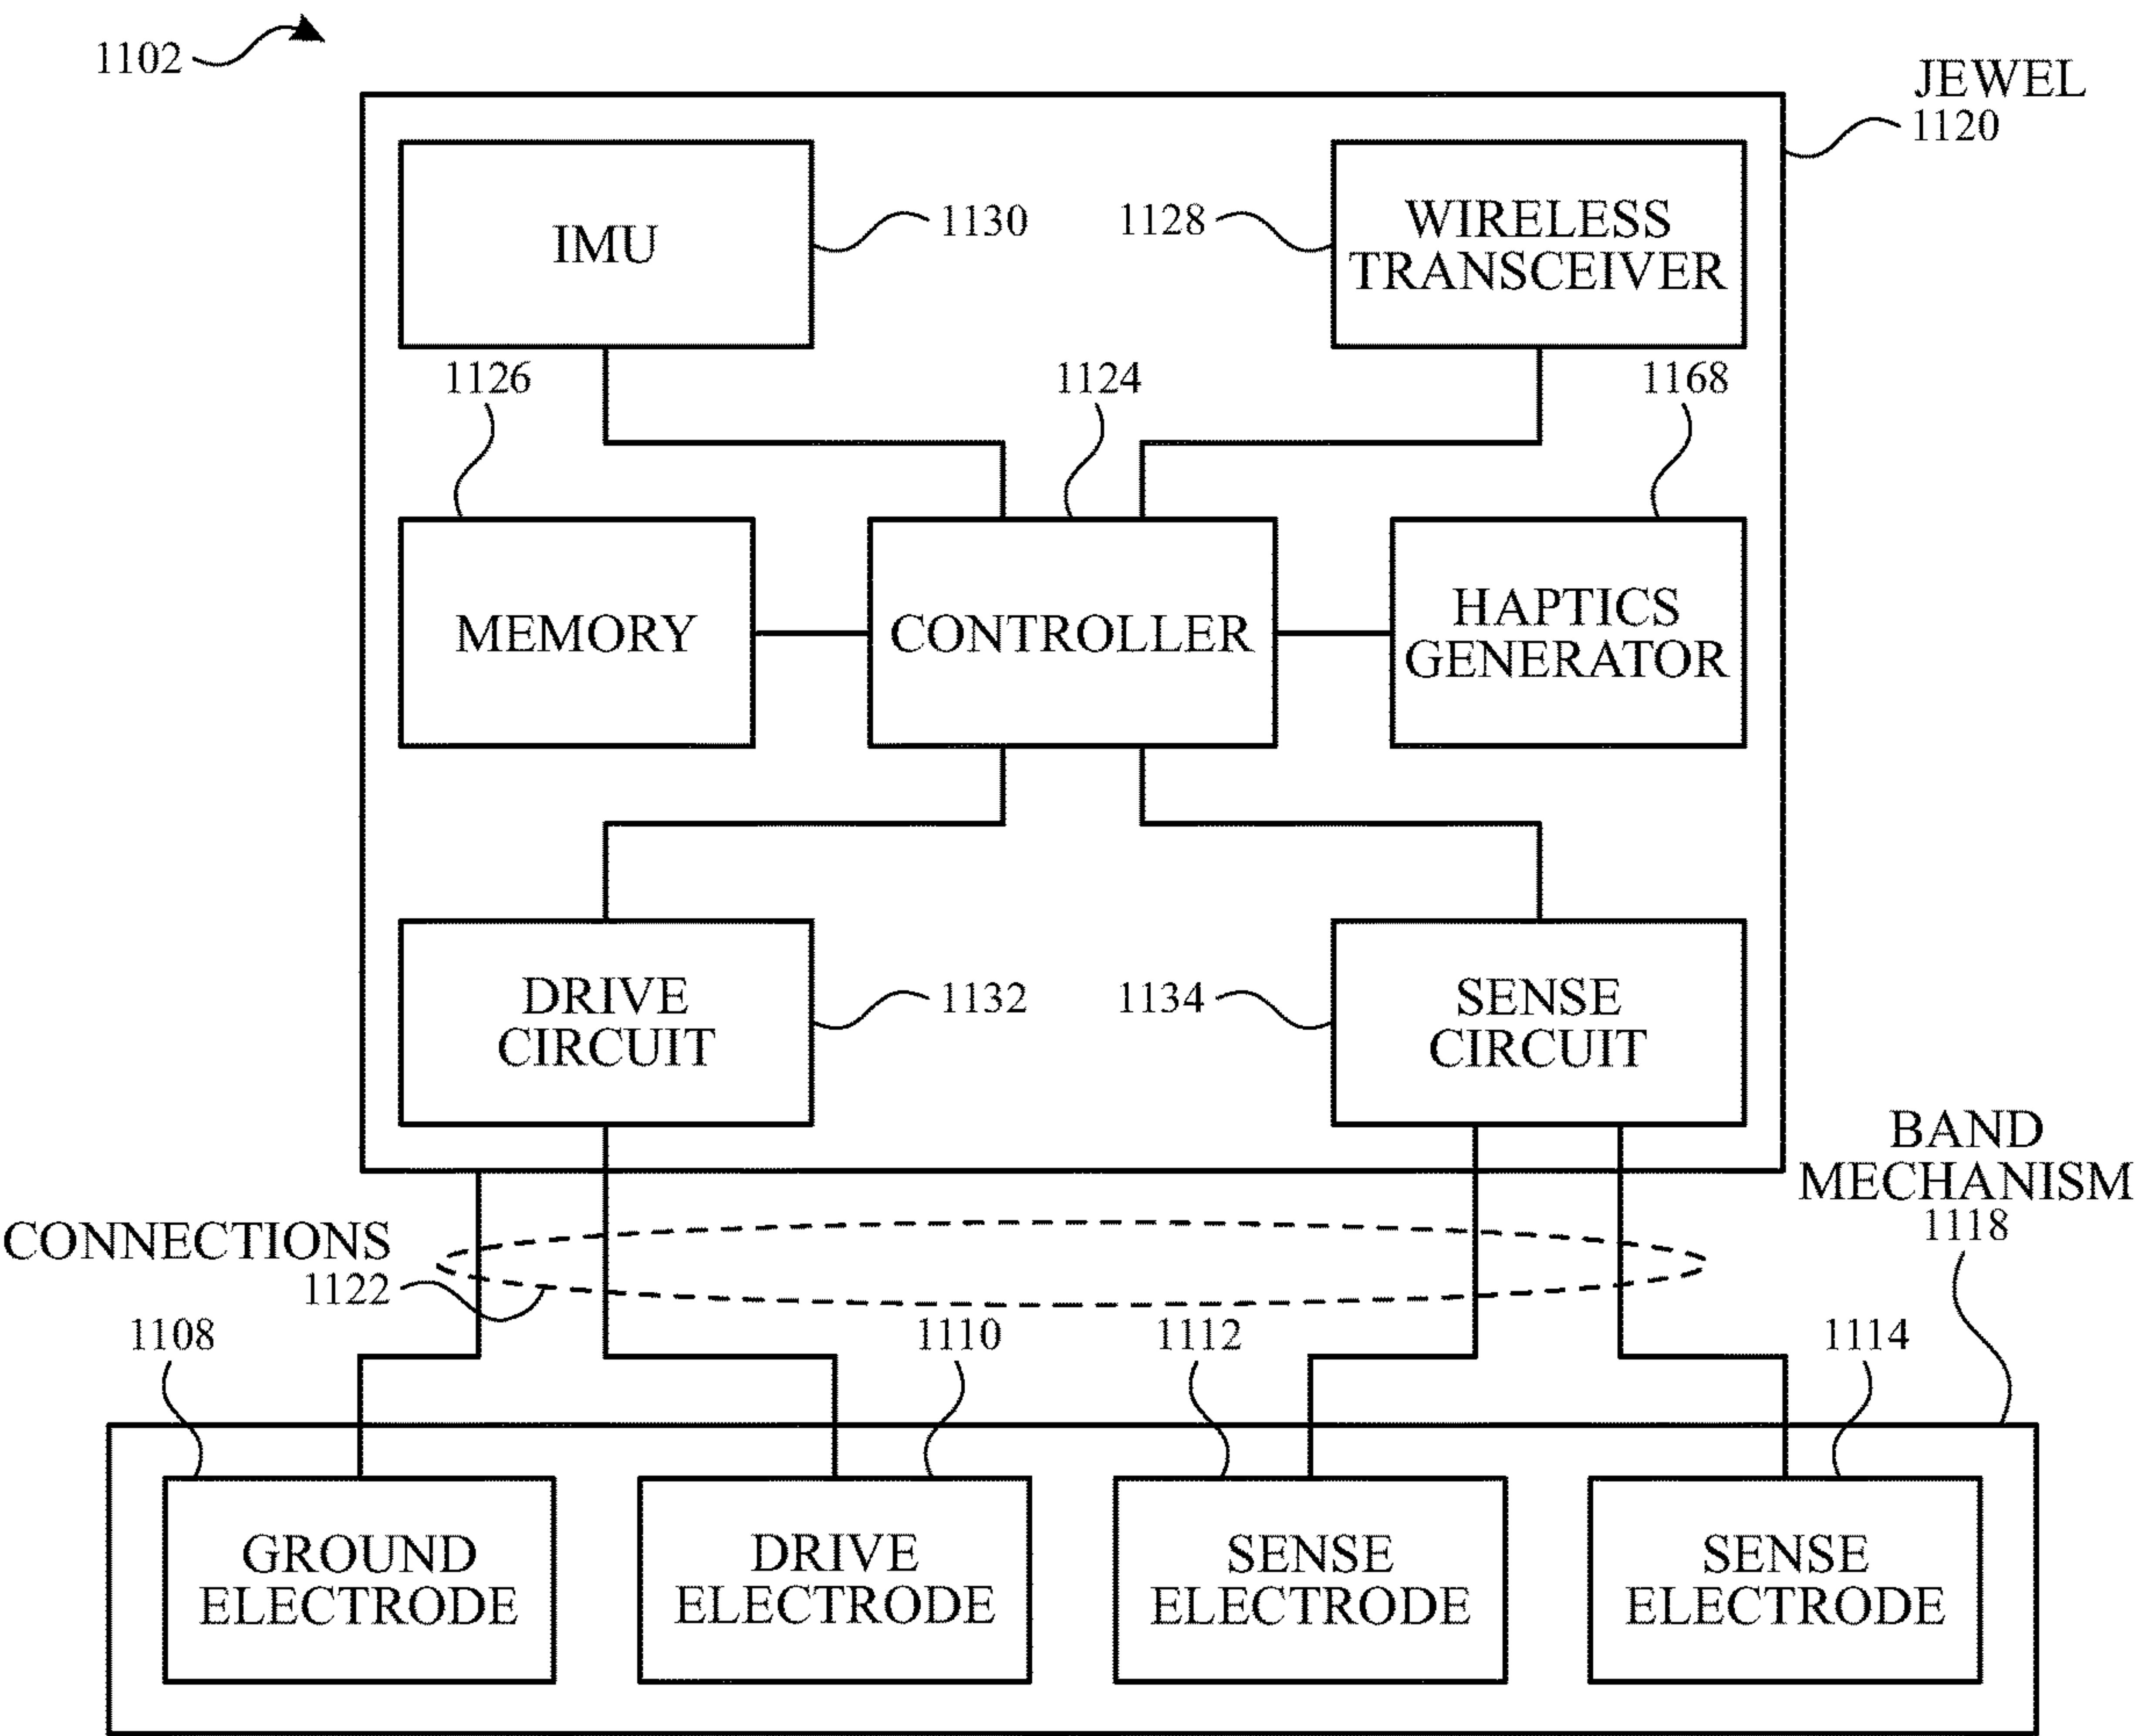 1102
JEWEL
1120
IMU
1130
1128
WIRELESS
TRANSCEIVER
1126
1124
1168
MEMORY
CONTROLLER
HAPTICS
GENERATOR
DRIVE
CIRCUIT
1132
1134
SENSE
CIRCUIT
BAND
MECHANISM
1118
CONNECTIONS
1122
1108
1110
1112
1114
GROUND
ELECTRODE
DRIVE
ELECTRODE
SENSE
ELECTRODE
SENSE
ELECTRODE